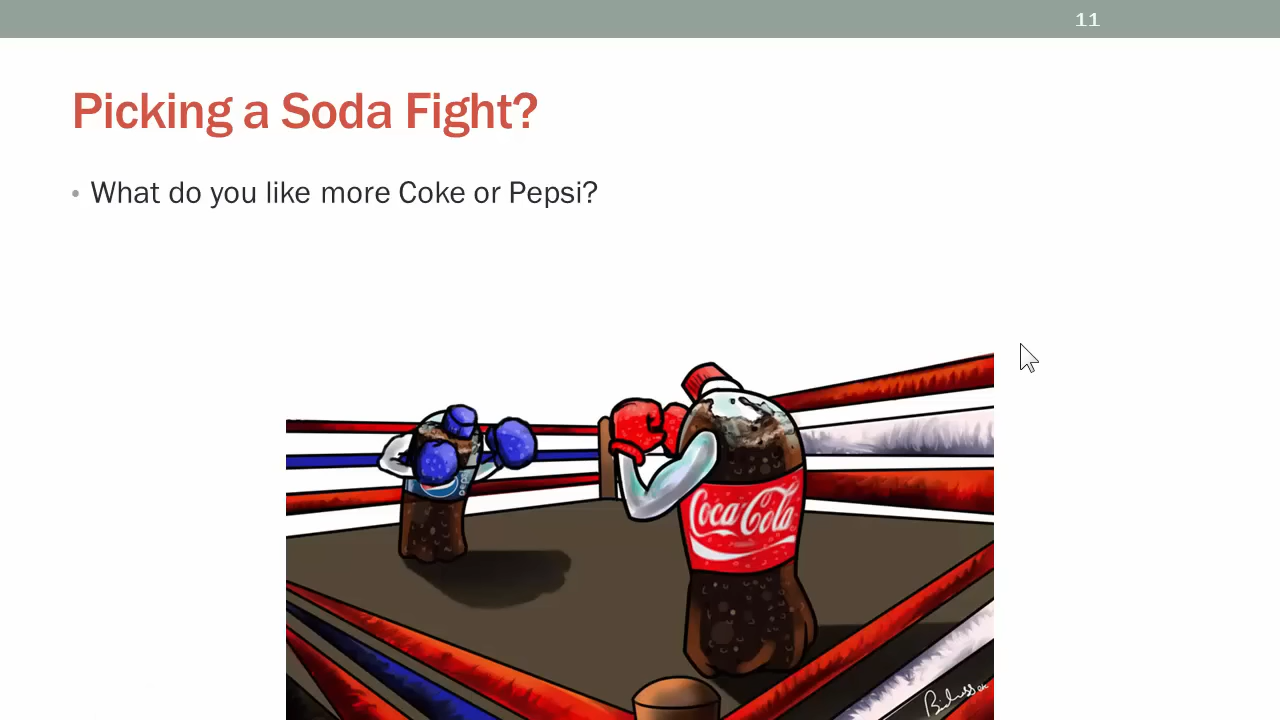 11
Picking a Soda Fight?
• What do you like more Coke or Pepsi?
Coca-Cola